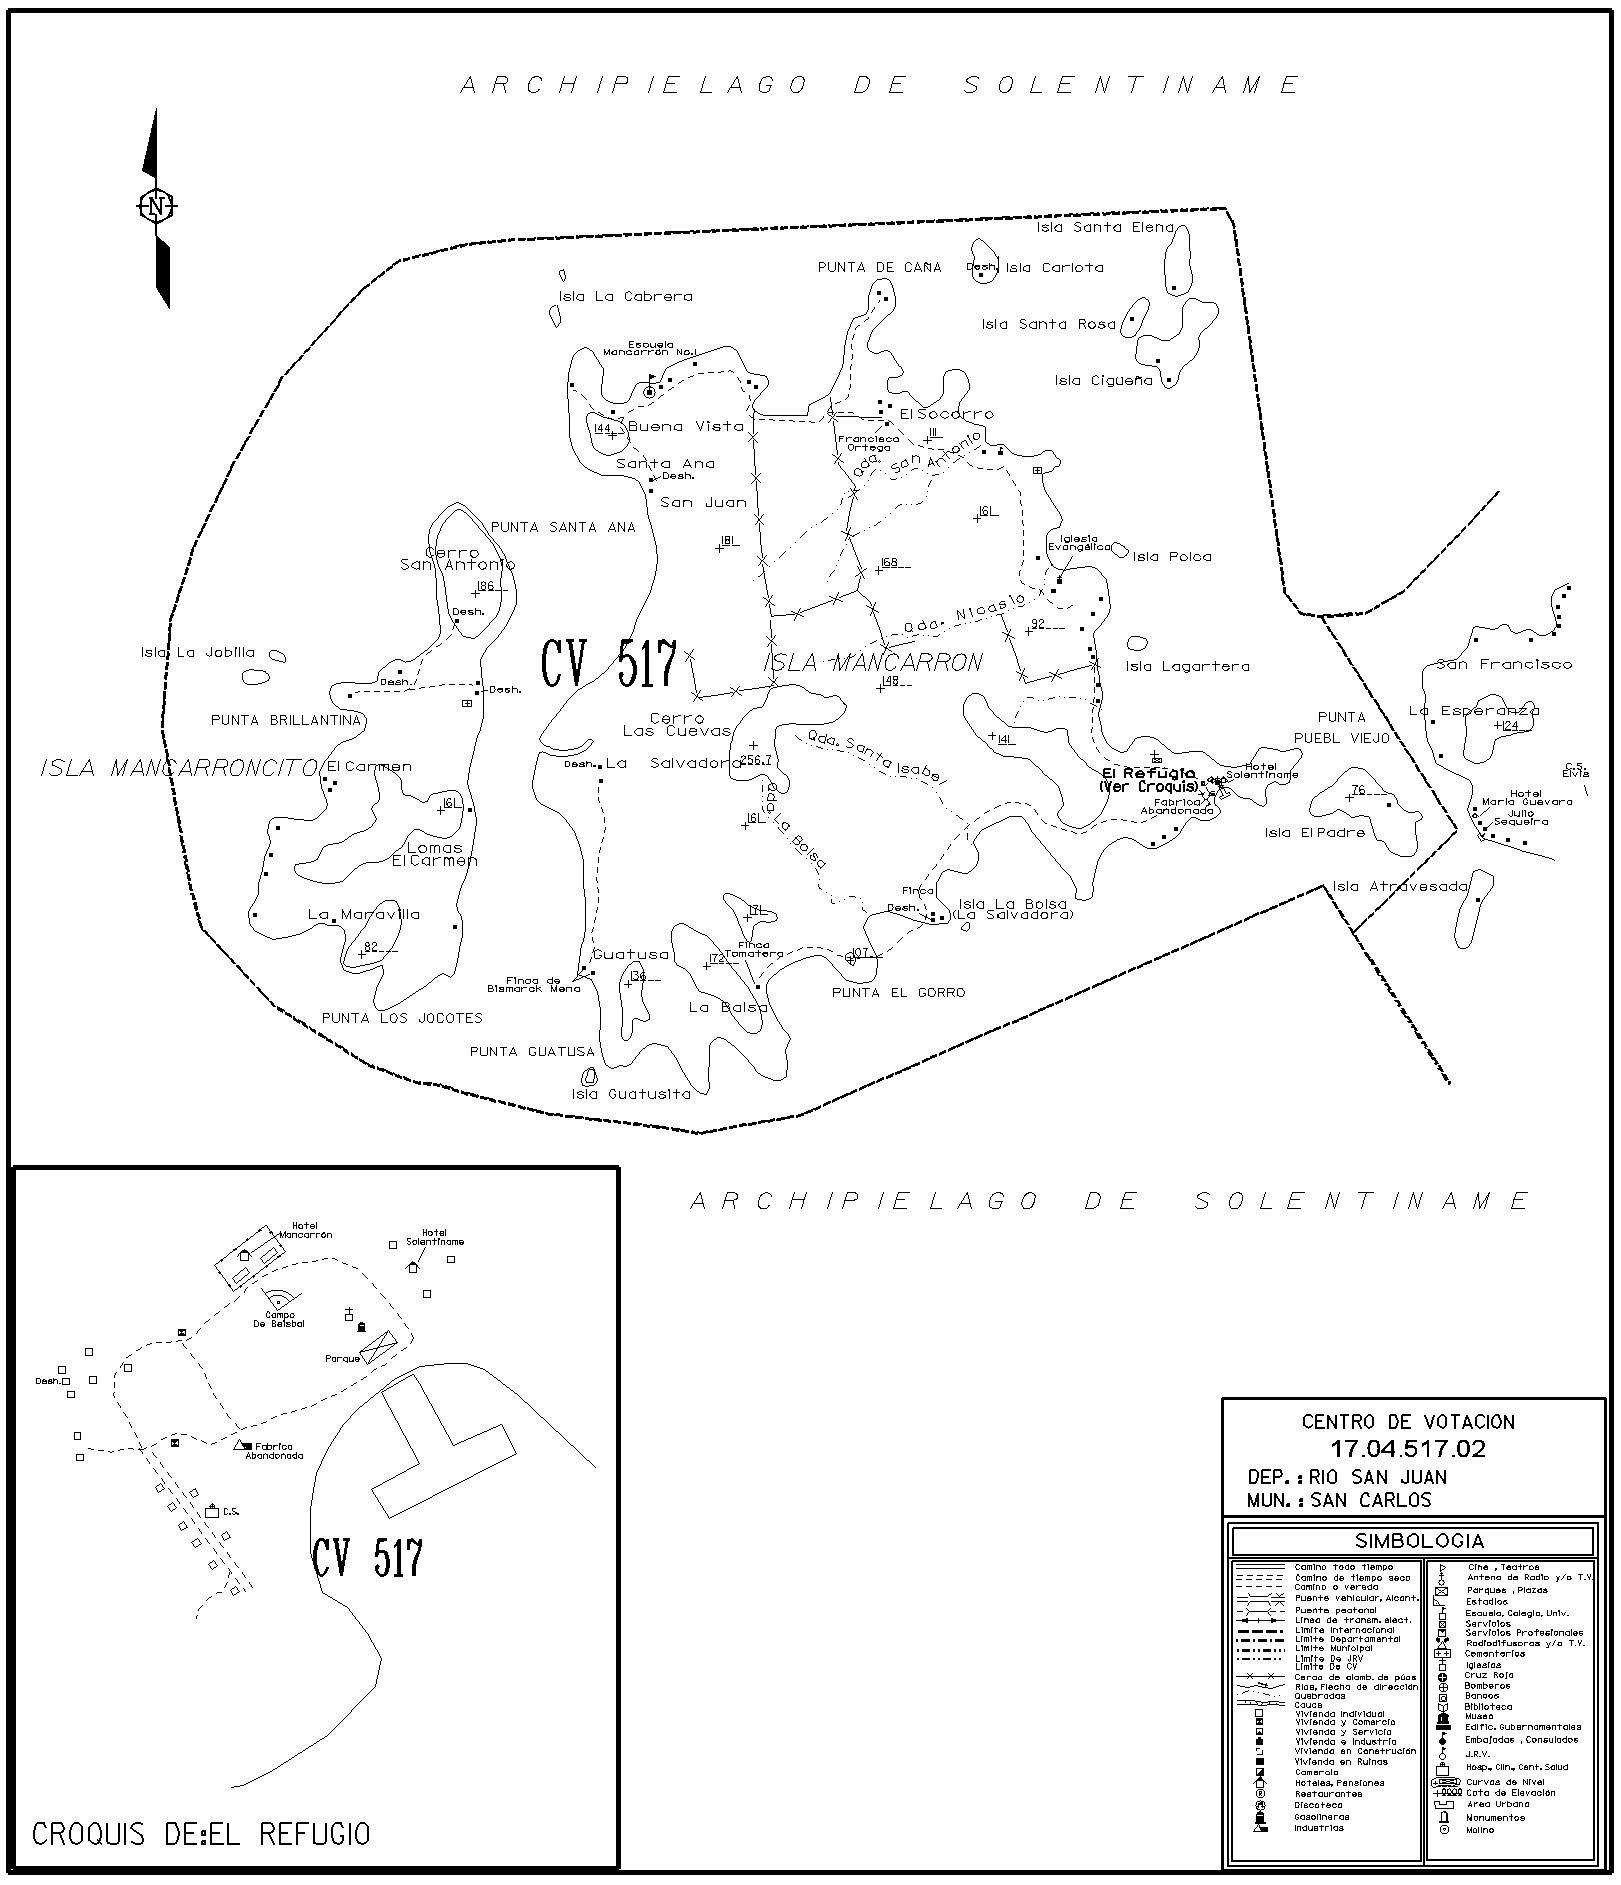 ARCHIPIELAGO DE SOLENTINAME
N
Isla Santa Elena
PUNTA DE CAÑA
Desh.
Isla Carlota
Isla La Cabrera
Isla Santa Rosa
Escuela
Mancarrón No.1
Isla Cigüeña
El Socorro
144
Buena Vista
Francisca
Ortega
111
Qda. San Antonio
Santa Ana
Desh.
San Juan
161
PUNTA SANTA ANA
181
Iglesia
Evangélica
Isla Polca
Cerro
San Antonio
168
186
Desh.
Qda. Nicasio
92
Isla La Jobilla
CV 517
ISLA MANCARRON
Isla Lagartera
San Francisco
Desh.
Desh.
148
PUNTA BRILLANTINA
Cerro
Las Cuevas
141
PUNTA
PUEBL VIEJO
La Esperanza
124
Qda. Santa Isabel
ISLA MANCARRONCITO
El Carmen
Desh.
La Salvadora
256.7
El Refugio
(Ver Croquis)
Hotel
Solentiname
C.S.
Elvis
161
Qda. La Bolsa
161
Fabrica
Abandonada
76
Hotel
Maria Guevara
Julio
Sequeira
Isla El Padre
Lomas
El Carmen
Finca
Desh.
Isla La Bolsa
(La Salvadora)
Isla Atravesada
La Maravilla
171
82
Guatusa
172
Finca
Tomatera
107
Finca de
Bismarck Mena
136
La Balsa
PUNTA EL GORRO
PUNTA LOS JOCOTES
PUNTA GUATUSA
Isla Guatusita
ARCHIPIELAGO DE SOLENTINAME
Hotel
Mancarrón
Hotel
Solentiname
Campo
De Beisbal
Parque
Desh.
Fabrica
Abandonada
C.S.
CV 517
CROQUIS DE:EL REFUGIO
CENTRO DE VOTACION
17.04.517.02
DEP.: RIO SAN JUAN
MUN.: SAN CARLOS
SIMBOLOGIA
Camino todo tiempo
Camino de tiempo seco
Camino o vereda
Puente vehicular, Alcant.
Puente peatonal
Linea de transm. elect.
Limite Internacional
Limite Departamental
Limite Municipal
Limite De JRV
Limite De CV
Cerca de alamb. de púas
Rios, Flecha de dirección
Quebradas
Cauce
Vivienda Individual
Vivienda y Comercio
Vivienda y Servicio
Vivienda e Industria
Vivienda en Construción
Vivienda en Ruinas
Comercio
Hoteles, Pensiones
Restaurantes
Discoteca
Gasolineras
Industrias
Cine , Teatros
Antena de Radio y/o T.V.
Parques , Plazas
Estadios
Escuela, Colegio, Univ.
Servicios
Servicios Profesionales
Radiodifusoras y/o T.V.
Cementerios
Iglesias
Cruz Roja
Bomberos
Bancos
Biblioteca
Museo
Edific. Gubernamentales
Embajadas , Consulados
J.R.V.
Hosp., Clin., Cent. Salud
Curvas de Nivel
Cota de Elevación
Area Urbana
Monumentos
Molino